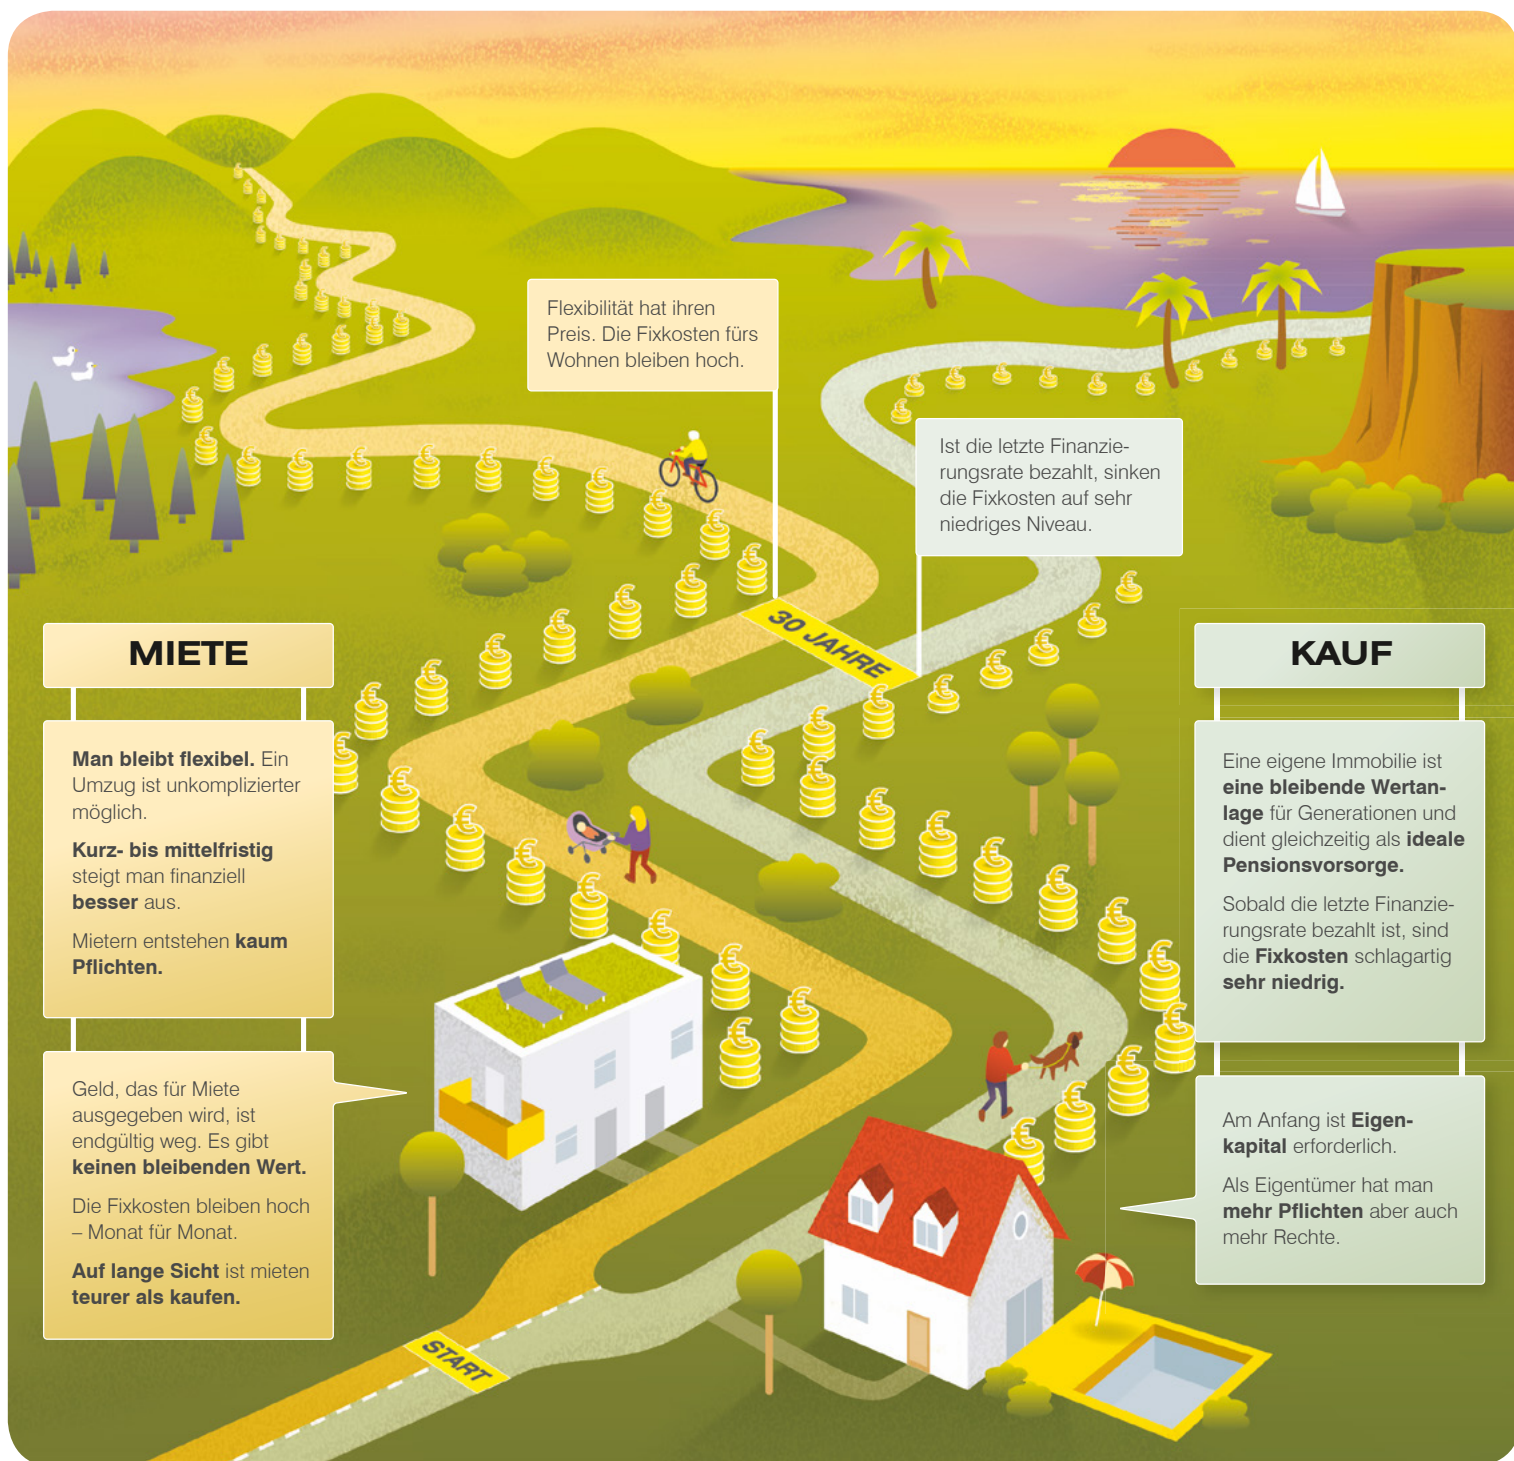 Flexibilität hat ihren
Preis. Die Fixkosten fürs
Wohnen bleiben hoch.
Ist die letzte Finanzie-
rungsrate bezahlt, sinken
die Fixkosten auf sehr
niedriges Niveau.
30 JAHRE
MIETE
Man bleibt flexibel. Ein
Umzug ist unkomplizierter
möglich.
Kurz- bis mittelfristig
steigt man finanziell
besser aus.
Mietern entstehen kaum
Pflichten.
Geld, das für Miete
ausgegeben wird, ist
endgültig weg. Es gibt
keinen bleibenden Wert.
Die Fixkosten bleiben hoch
– Monat für Monat.
Auf lange Sicht ist mieten
teurer als kaufen.
KAUF
Eine eigene Immobilie ist
eine bleibende Wertan-
lage für Generationen und
dient gleichzeitig als ideale
Pensionsvorsorge.
Sobald die letzte Finanzie-
rungsrate bezahlt ist, sind
die Fixkosten schlagartig
sehr niedrig.
Am Anfang ist Eigen-
kapital erforderlich.
Als Eigentümer hat man
mehr Pflichten aber auch
mehr Rechte.
START